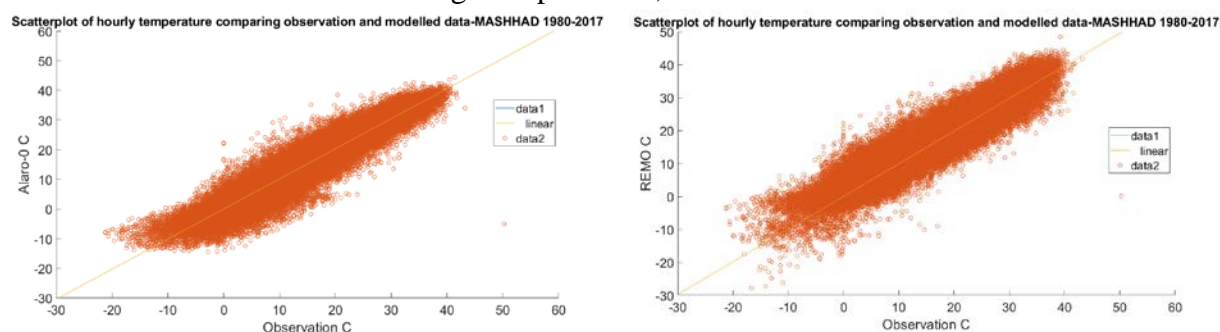 Scatterplot of hourly temperature comparing observation and modelled data-MASHHAD 1980-2017
60
50
40
30
20
10
0
-10
-20
-30
Alaro-0 C
-30 -20 -10 0 10 20 30 40 50 60
Observation C
data1
linear
data2
Scatterplot of hourly temperature comparing observation and modelled data-MASHHAD 1980-2017
50
40
30
20
10
0
-10
-20
-30
REMO C
-30 -20 -10 0 10 20 30 40 50 60
Observation C
data1
linear
data2